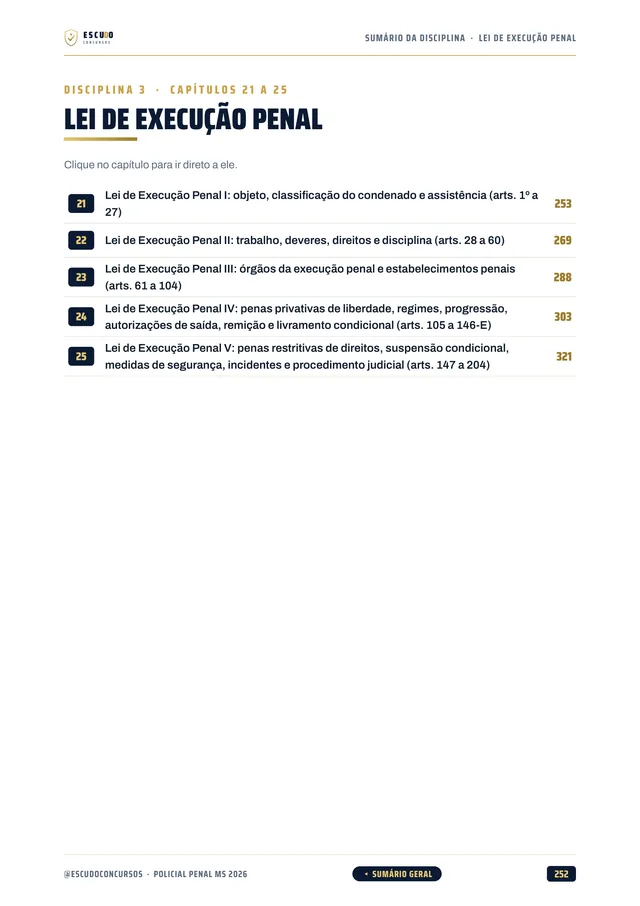 ESCUDO
CONCURSOS
SUMÁRIO DA DISCIPLINA · LEI DE EXECUÇÃO PENAL
DISCIPLINA 3 · CAPÍTULOS 21 A 25
LEI DE EXECUÇÃO PENAL
Clique no capítulo para ir direto a ele.
21 Lei de Execução Penal I: objeto, classificação do condenado e assistência (arts. 1º a 253
27)
22 Lei de Execução Penal II: trabalho, deveres, direitos e disciplina (arts. 28 a 60) 269
23 Lei de Execução Penal III: órgãos da execução penal e estabelecimentos penais 288
(arts. 61 a 104)
24 Lei de Execução Penal IV: penas privativas de liberdade, regimes, progressão, 303
autorizações de saída, remição e livramento condicional (arts. 105 a 146-E)
25 Lei de Execução Penal V: penas restritivas de direitos, suspensão condicional, 321
medidas de segurança, incidentes e procedimento judicial (arts. 147 a 204)
@ESCUDOCONCURSOS · POLICIAL PENAL MS 2026
SUMÁRIO GERAL
252